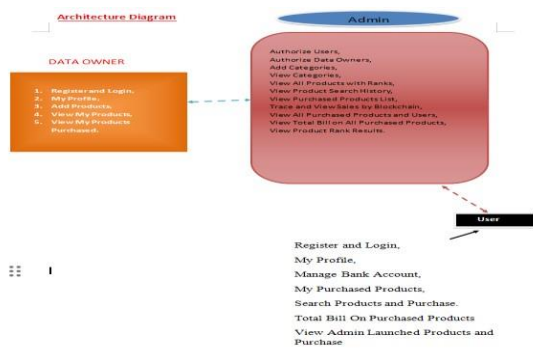 Architecture Diagram
Admin
DATA OWNER
1. Register and Login,
2. My Profile,
3. Add Products,
4. View My Products,
5. View My Products
Purchased.
Authorize Users,
Authorize Data Owners,
Add Categories,
View Categories,
View All Products with Ranks,
View Product Search History,
View Purchased Products List,
Trace and View Sales by Blockchain,
View All Purchased Products and Users,
View Total Bill on All Purchased Products,
View Product Rank Results.
User
Register and Login,
My Profile,
Manage Bank Account,
My Purchased Products,
Search Products and Purchase.
Total Bill On Purchased Products
View Admin Launched Products and
Purchase